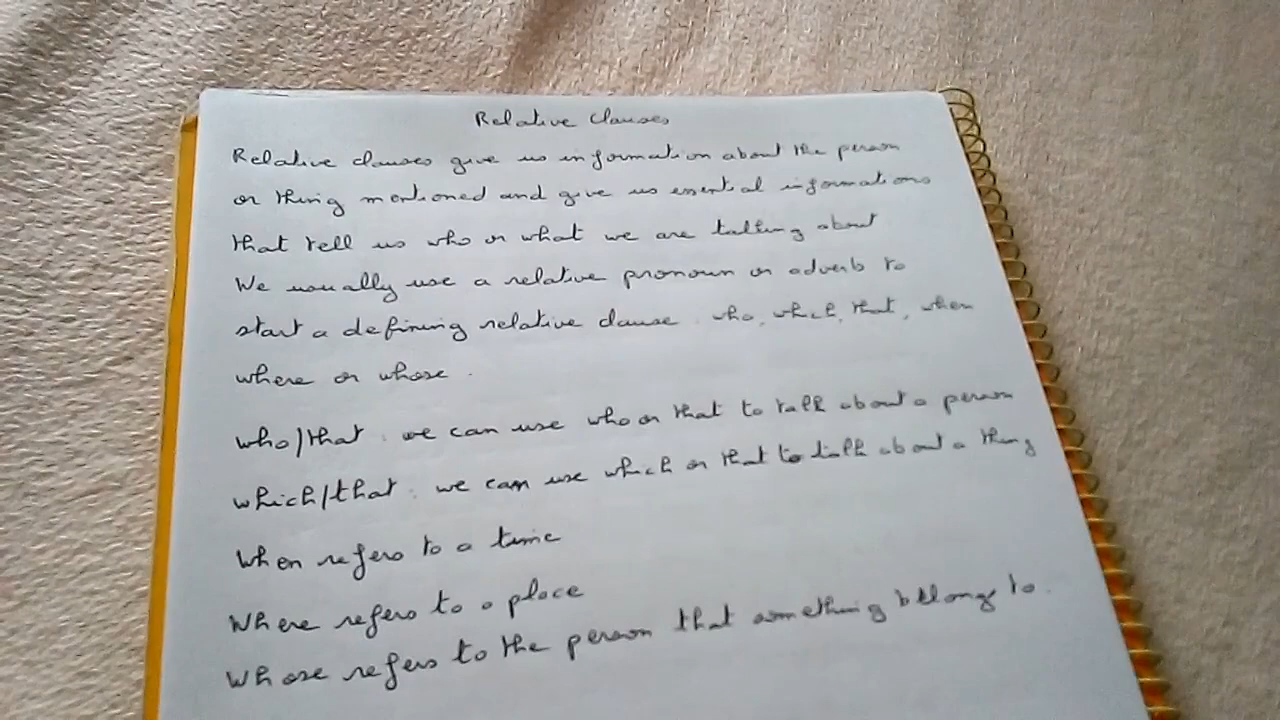 Relative Clauses
Relative clauses give us information about the person
or thing mentioned and give us essential informations
that tell us who or what we are talking about
We usually use a relative pronoun or adverb to
start a defining relative clause : who, which, that, when
where or whose .
who/that : we can use who or that to talk about a person
which/that : we can use which or that to talk about a thing
When refers to a time
Where refers to a place
Whose refers to the person that something belongs to .